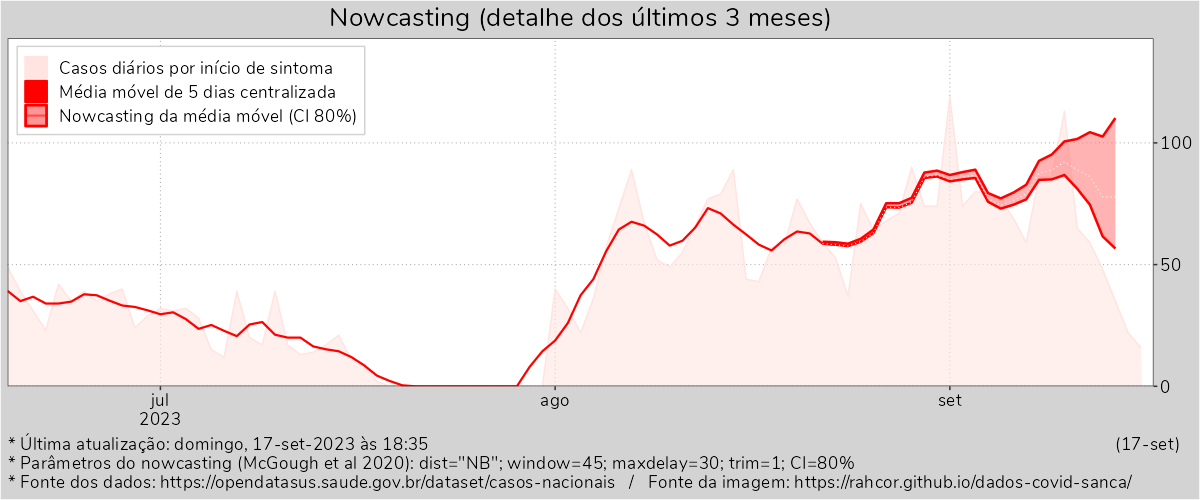 Nowcasting (detalhe dos últimos 3 meses)
Casos diários por início de sintoma
Média móvel de 5 dias centralizada
Nowcasting da média móvel (CI 80%)
100
50
0
jul
2023
ago
set
* Última atualização: domingo, 17-set-2023 às 18:35
(17-set)
* Parâmetros do nowcasting (McGough et al 2020): dist="NB"; window=45; maxdelay=30; trim=1; CI=80%
* Fonte dos dados: https://opendatasus.saude.gov.br/dataset/casos-nacionais / Fonte da imagem: https://rahcor.github.io/dados-covid-sanca/